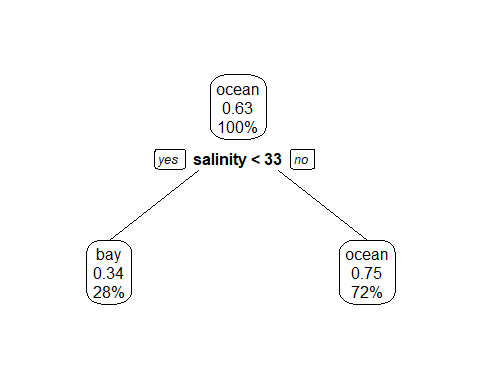 ocean
0.63
100%
yes salinity < 33 no
bay
0.34
28%
ocean
0.75
72%